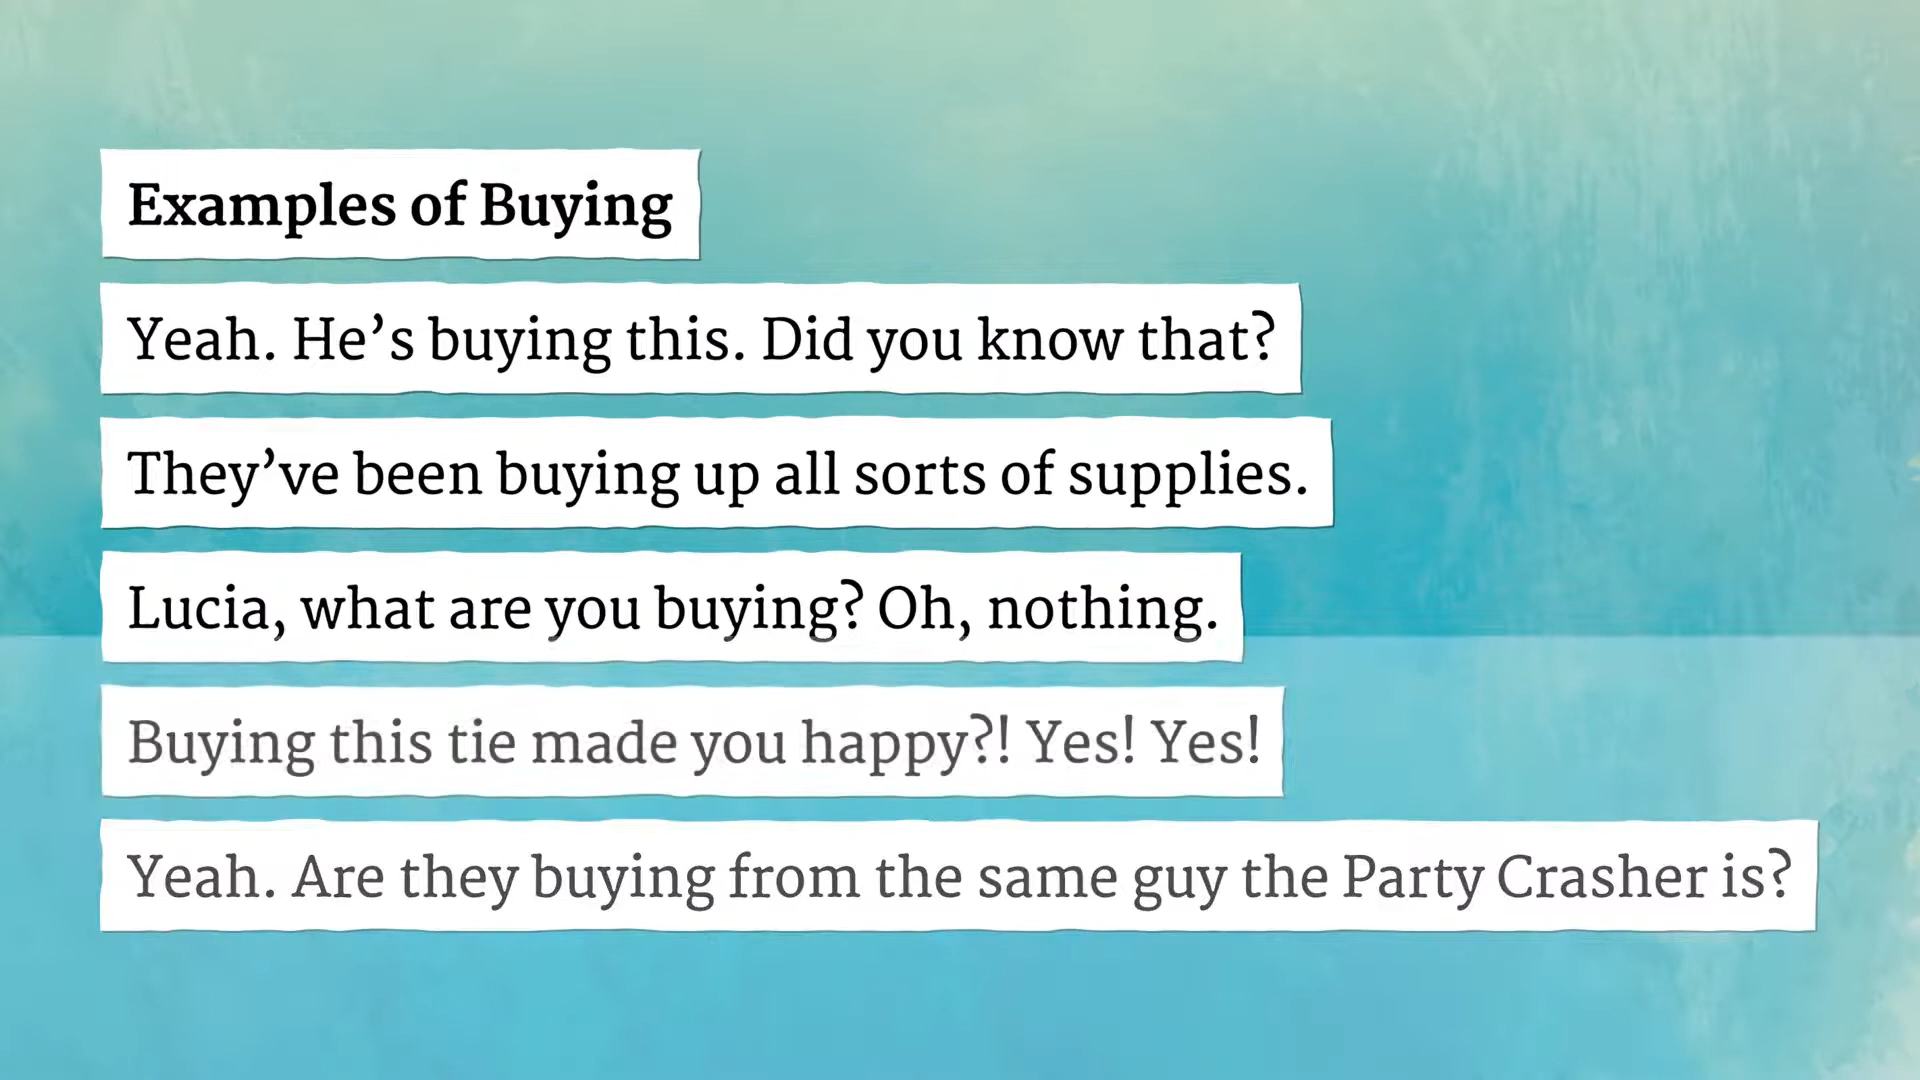 Examples of Buying
Yeah. He’s buying this. Did you know that?
They’ve been buying up all sorts of supplies.
Lucia, what are you buying? Oh, nothing.
Buying this tie made you happy?! Yes! Yes!
Yeah. Are they buying from the same guy the Party Crasher is?